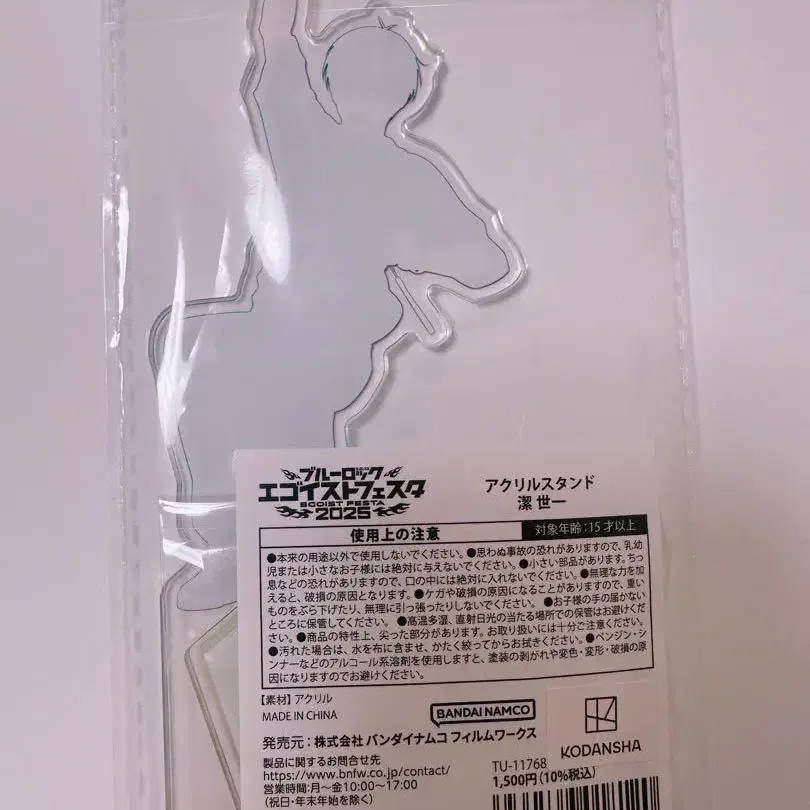 ブルーロック
エゴイストフェスタ
EGOIST FESTA
2025
アクリルスタンド
潔 世一
使用上の注意
対象年齢:15才以上
●本来の用途以外で使用しないでください。●思わぬ事故の恐れがありますので、乳幼
児または小さなお子様には絶対に与えないでください。●小さい部品があります。ちっ
息などの恐れがありますので、口の中には絶対に入れないでください。●無理な力を加
えると、破損の原因となります。●ケガや破損の原因になることがありますので、重い
ものをぶら下げたり、無理に引っ張ったりしないでください。●お子様の手の届かない
ところに保管してください。●高温多湿、直射日光の当たる場所での保管はお避けくだ
さい。●商品の特性上、尖った部分があります。お取り扱いには十分ご注意ください。
●汚れた場合は、水を布に含ませ、かたく絞ってからお拭きください。●ベンジン・シ
ンナーなどのアルコール系溶剤を使用しますと、塗装の剥がれや変色・変形・破損の原
因になりますのでお避けください。
【素材】アクリル
MADE IN CHINA
BANDAI NAMCO
KODANSHA
発売元:株式会社 バンダイナムコ フィルムワークス
製品に関するお問合せ先
https://www.bnfw.co.jp/contact/
営業時間:月～金10:00～17:00
(祝日・年末年始を除く)
TU-11768
1,500円(10%税込)